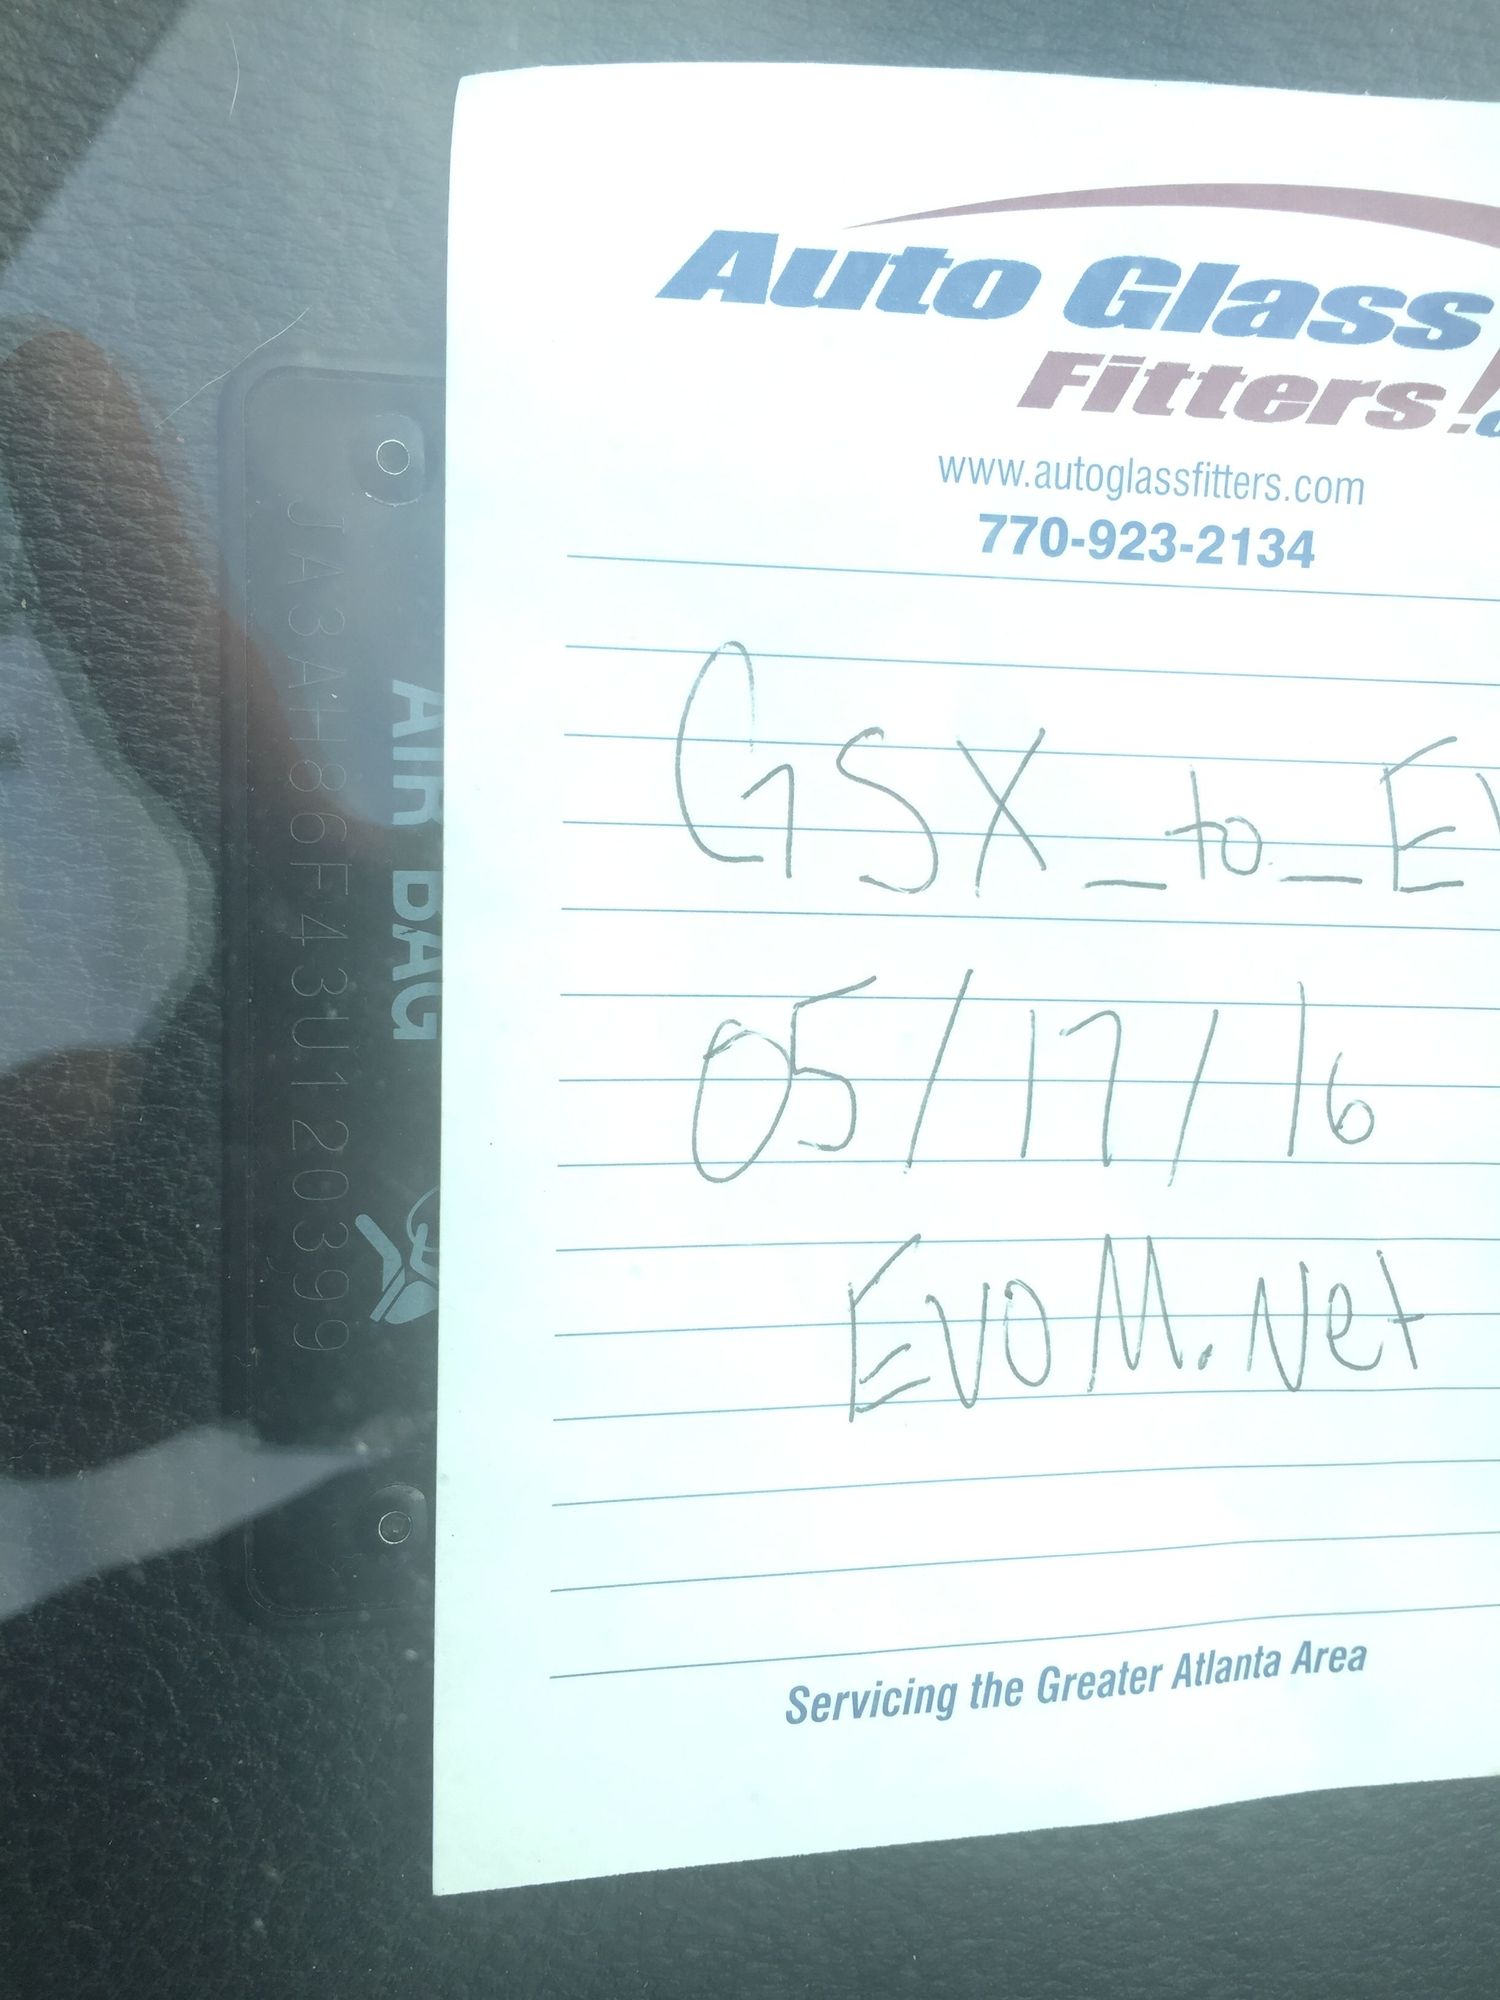 Auto Glass
Fitters!
www.autoglassfitters.com
770-923-2134
GSX_to_E
05/17/16
EVOM.Net
Servicing the Greater Atlanta Area
JA3AH86F43U120399
AIR BAG